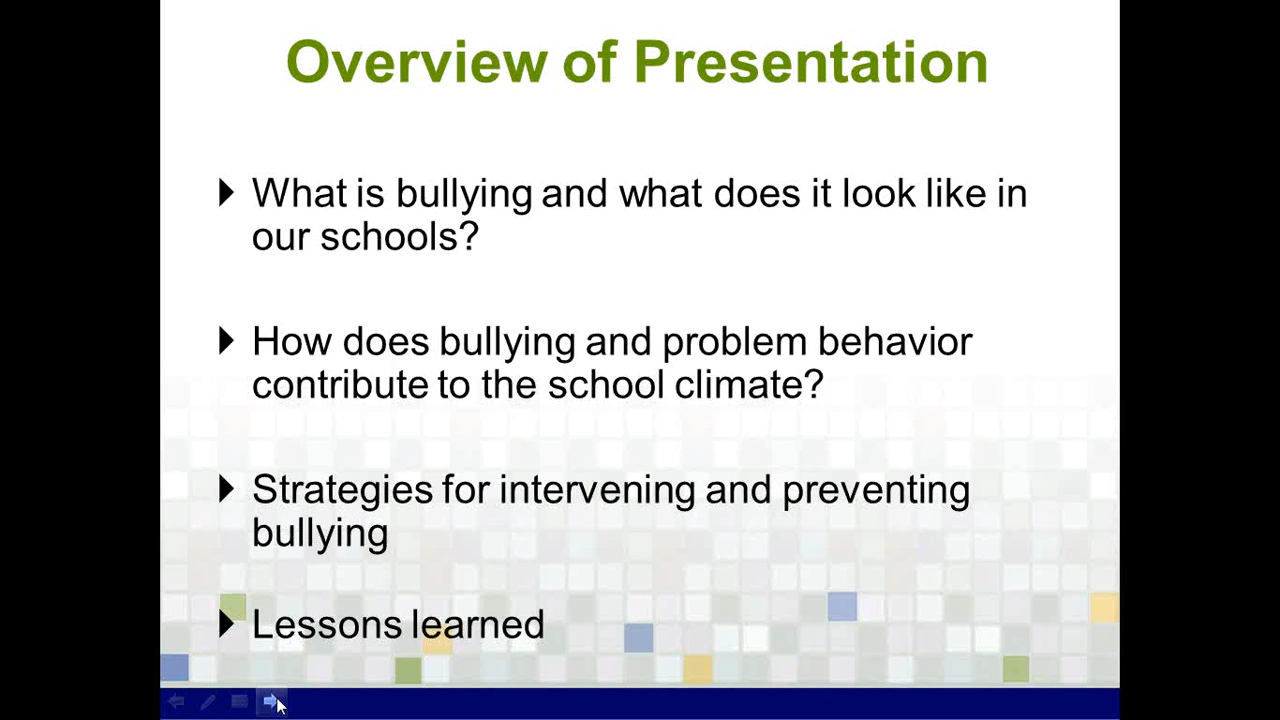 Overview of Presentation
What is bullying and what does it look like in
our schools?
How does bullying and problem behavior
contribute to the school climate?
Strategies for intervening and preventing
bullying
Lessons learned